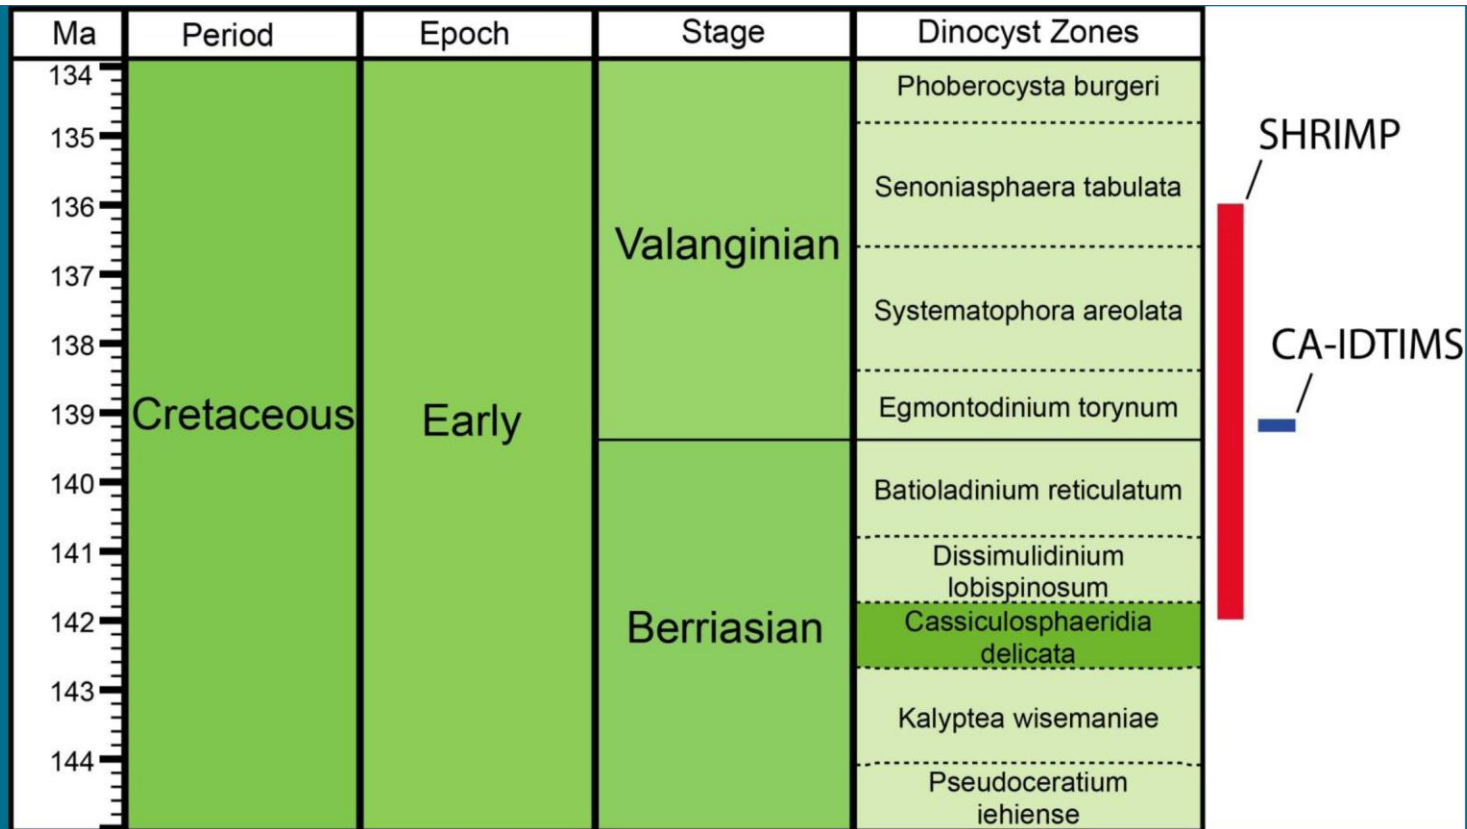 Ma Period Epoch Stage Dinocyst Zones
134
Phoberocysta burgeri
135
SHRIMP
Senoniasphaera tabulata
136
Valanginian
137
Systematophora areolata
138
CA-IDTIMS
139
Cretaceous
Early
Egmontodinium torynum
140
Batioladinium reticulatum
141
Dissimulidinium
lobispinosum
142
Berriasian
Cassiculosphaeridia
delicata
143
Kalyptea wisemaniae
144
Pseudoceratium
iehiense